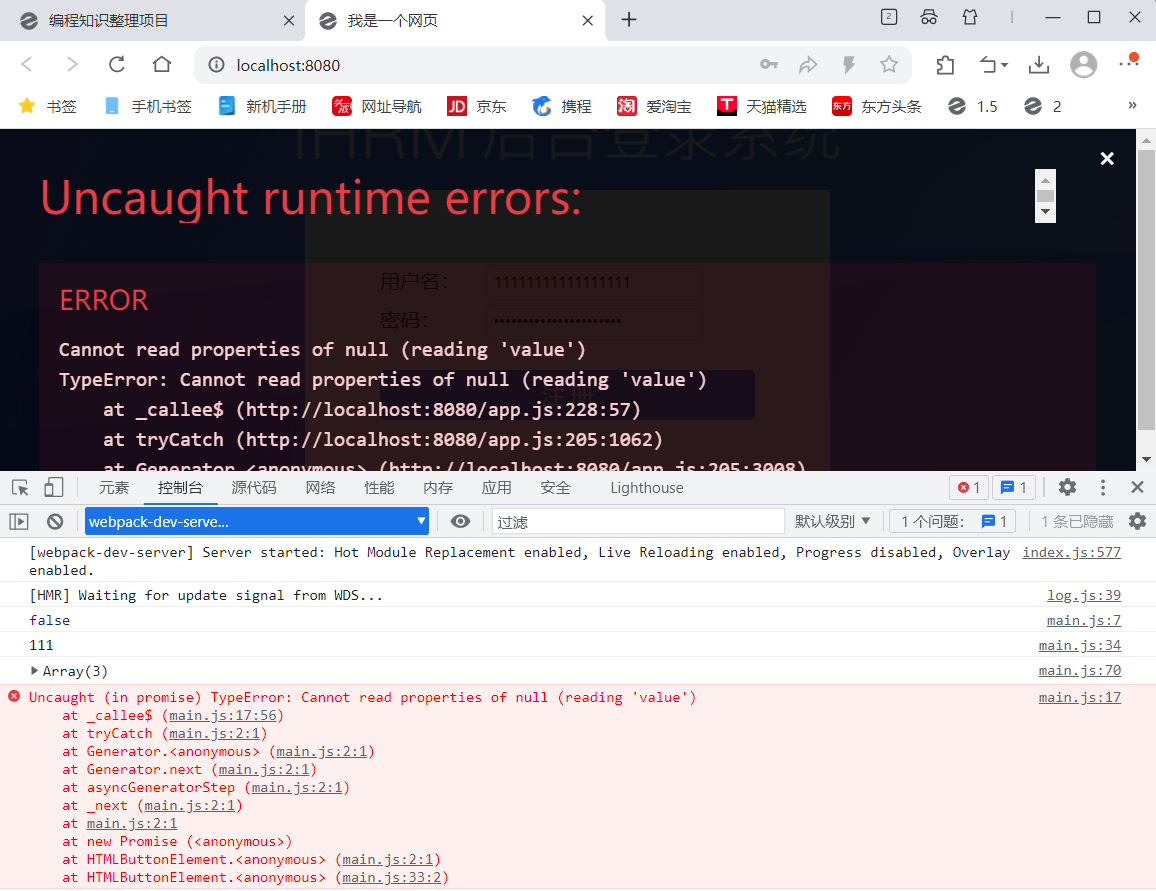 编程知识整理项目
我是一个网页
2
localhost:8080
书签 手机书签 新机手册 网址导航 京东 携程 爱淘宝 天猫精选 东方头条 1.5 2 »
IHRM 后台登录系统
Uncaught runtime errors:
用户名: 11111111111111111
密码: ••••••••••••••••••••••
注 册
ERROR
Cannot read properties of null (reading 'value')
TypeError: Cannot read properties of null (reading 'value')
at _callee$ (http://localhost:8080/app.js:228:57)
at tryCatch (http://localhost:8080/app.js:205:1062)
at Generator.<anonymous> (http://localhost:8080/app.js:205:3008)
元素 控制台 源代码 网络 性能 内存 应用 安全 Lighthouse 1 1
webpack-dev-serve... 过滤 默认级别 1 个问题: 1 1 条已隐藏
[webpack-dev-server] Server started: Hot Module Replacement enabled, Live Reloading enabled, Progress disabled, Overlay index.js:577
enabled.
[HMR] Waiting for update signal from WDS... log.js:39
false main.js:7
111 main.js:34
Array(3) main.js:70
Uncaught (in promise) TypeError: Cannot read properties of null (reading 'value') main.js:17
at _callee$ (main.js:17:56)
at tryCatch (main.js:2:1)
at Generator.<anonymous> (main.js:2:1)
at Generator.next (main.js:2:1)
at asyncGeneratorStep (main.js:2:1)
at _next (main.js:2:1)
at main.js:2:1
at new Promise (<anonymous>)
at HTMLButtonElement.<anonymous> (main.js:2:1)
at HTMLButtonElement.<anonymous> (main.js:33:2)